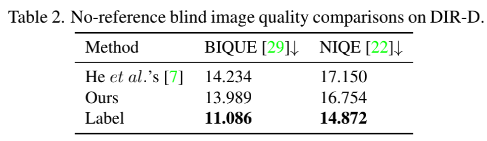 Table 2. No-reference blind image quality comparisons on DIR-D.
Method BIQUE [29]↓ NIQE [22]↓
He et al.'s [7] 14.234 17.150
Ours 13.989 16.754
Label 11.086 14.872